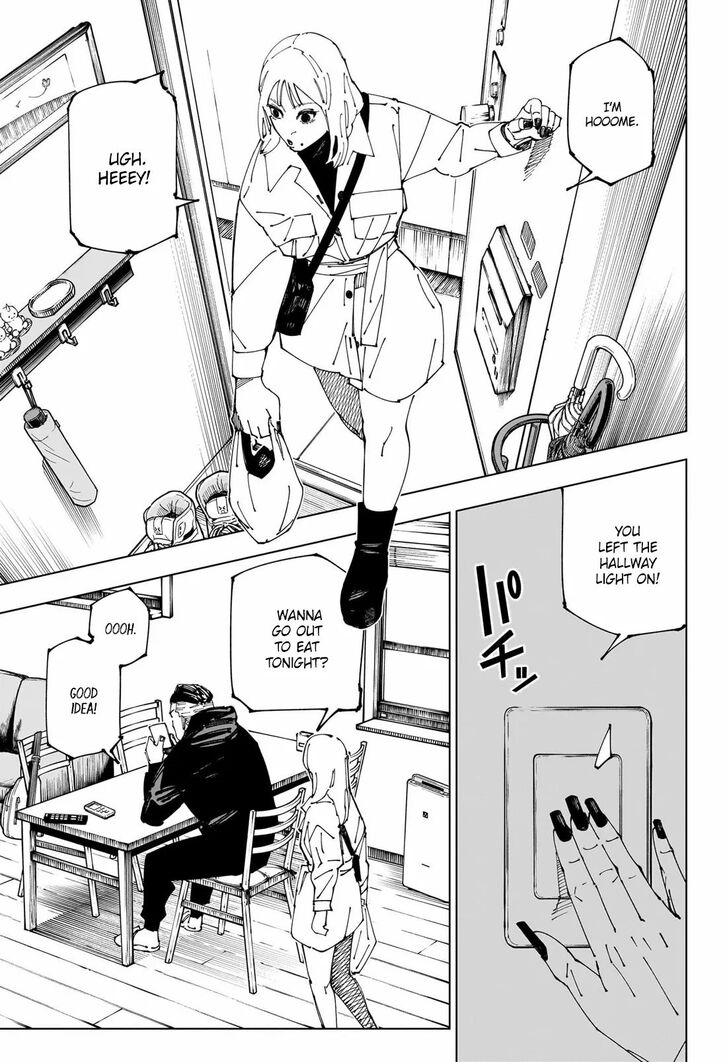 I'M
HOOOME.
UGH.
HEEEY!
YOU
LEFT THE
HALLWAY
LIGHT ON!
パチッ
WANNA
GO OUT
TO EAT
TONIGHT?
OOOH.
GOOD
IDEA!